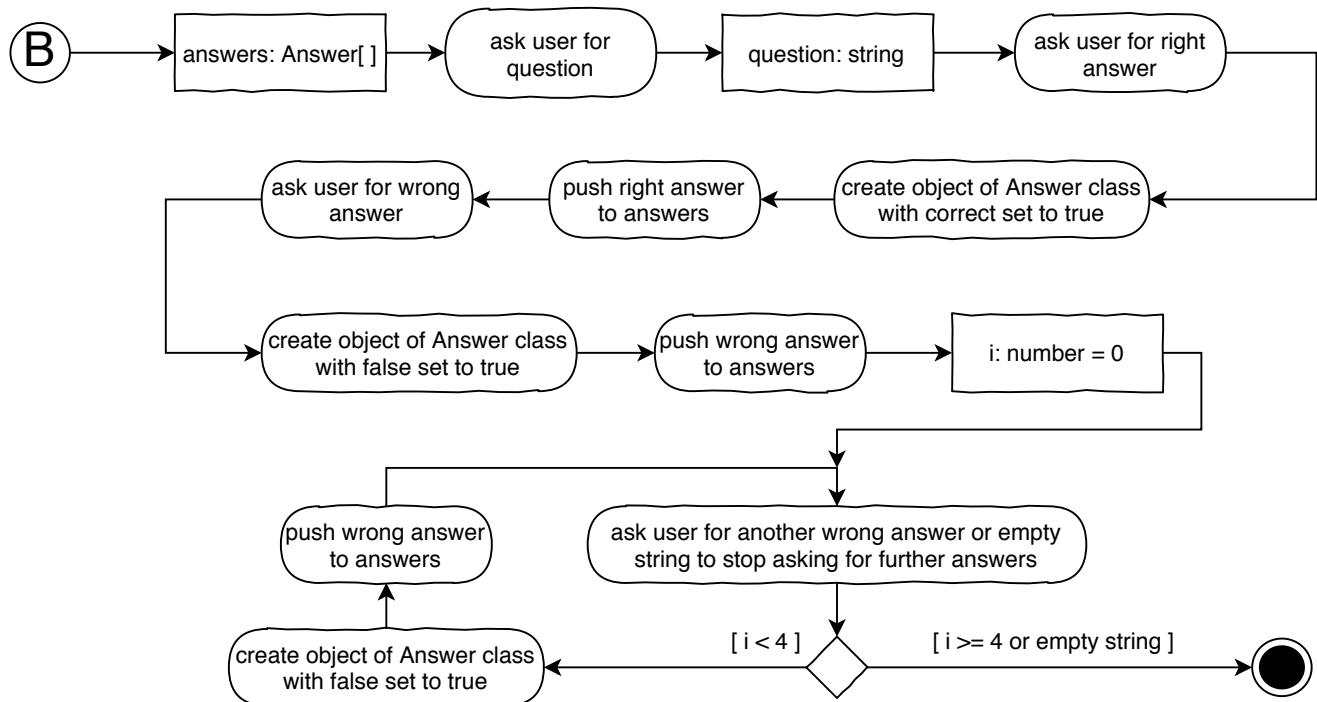 B
answers: Answer[ ]
ask user for
question
question: string
ask user for right
answer
ask user for wrong
answer
push right answer
to answers
create object of Answer class
with correct set to true
create object of Answer class
with false set to true
push wrong answer
to answers
i: number = 0
push wrong answer
to answers
ask user for another wrong answer or empty
string to stop asking for further answers
[ i < 4 ]
[ i >= 4 or empty string ]
create object of Answer class
with false set to true